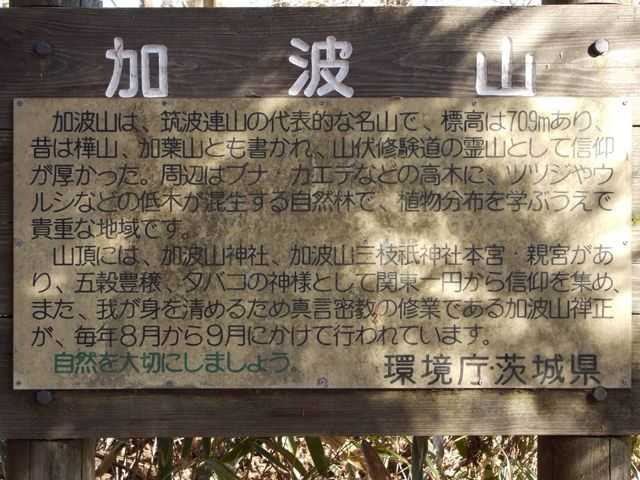 加波山
加波山は、筑波連山の代表的な名山で、標高は709mあり、
昔は樺山、加葉山とも書かれ、山伏修験道の霊山として信仰
が厚かった。周辺はブナ　カエデなどの高木に、ツツジやウ
ルシなどの低木が混生する自然林で、植物分布を学ぶうえで
貴重な地域です。
山頂には、加波山神社、加波山三枝祇神社本宮・親宮があ
り、五穀豊穣、タバコの神様として関東一円から信仰を集め、
また、我が身を清めるため真言密教の修業である加波山禅正
が、毎年８月から９月にかけて行われています。
自然を大切にしましょう。
環境庁・茨城県